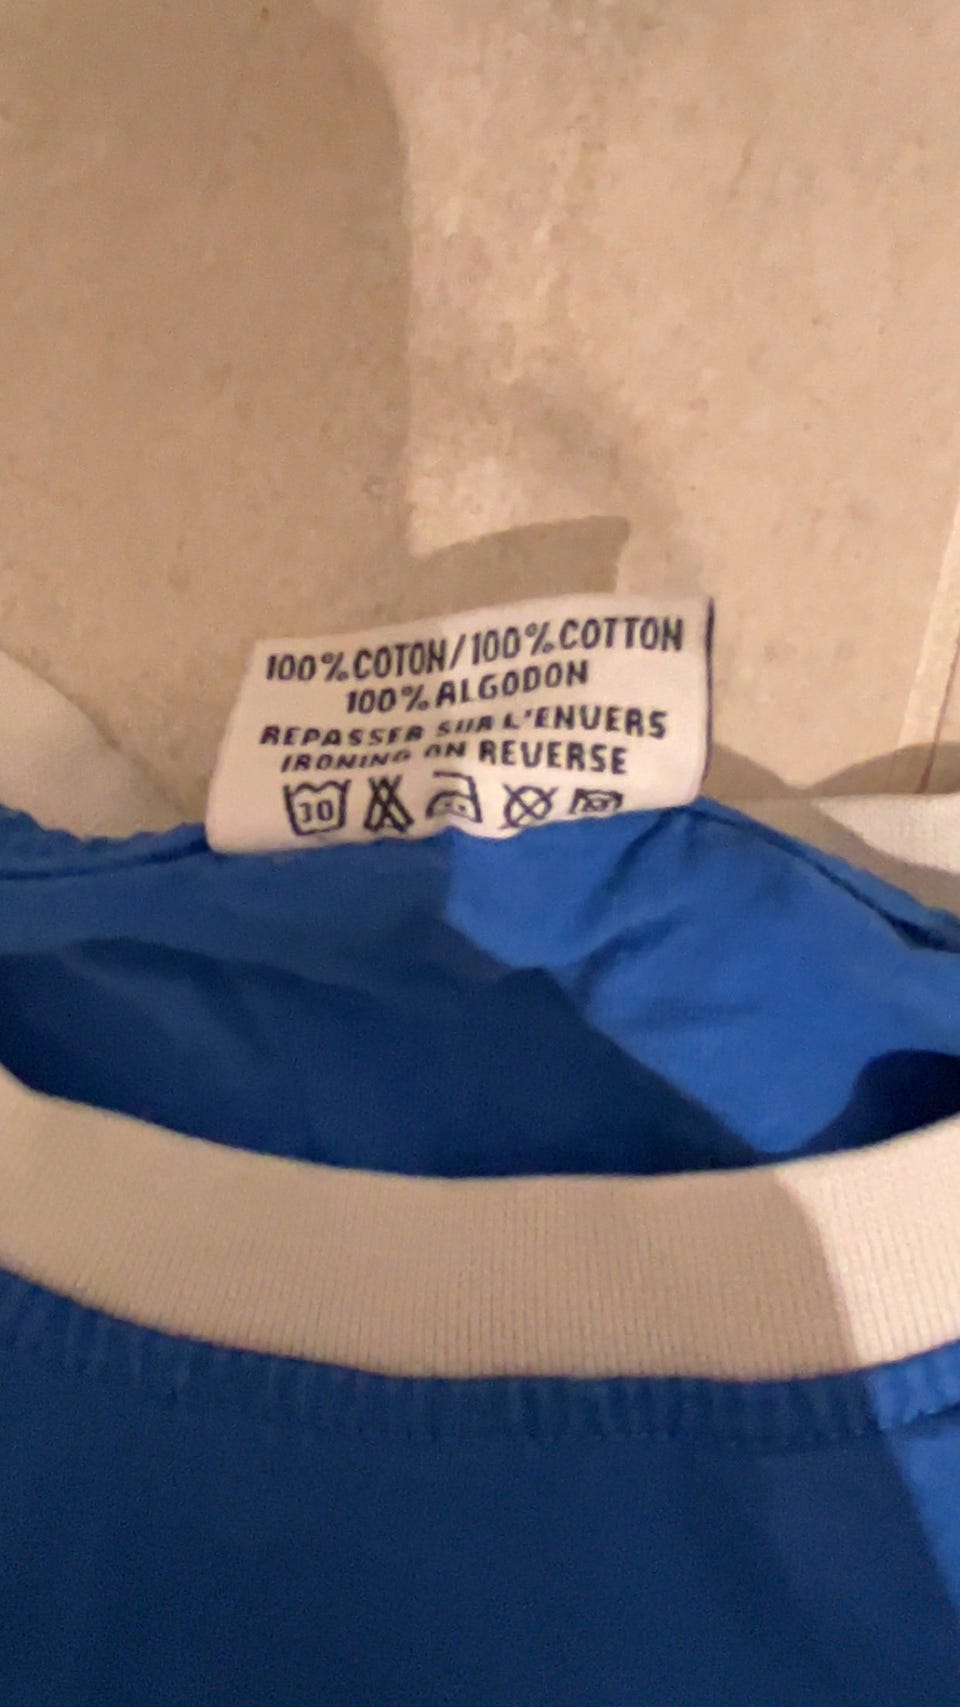 100%COTON/100%COTTON
100%ALGODON
REPASSER SUR L'ENVERS
IRONING ON REVERSE
30